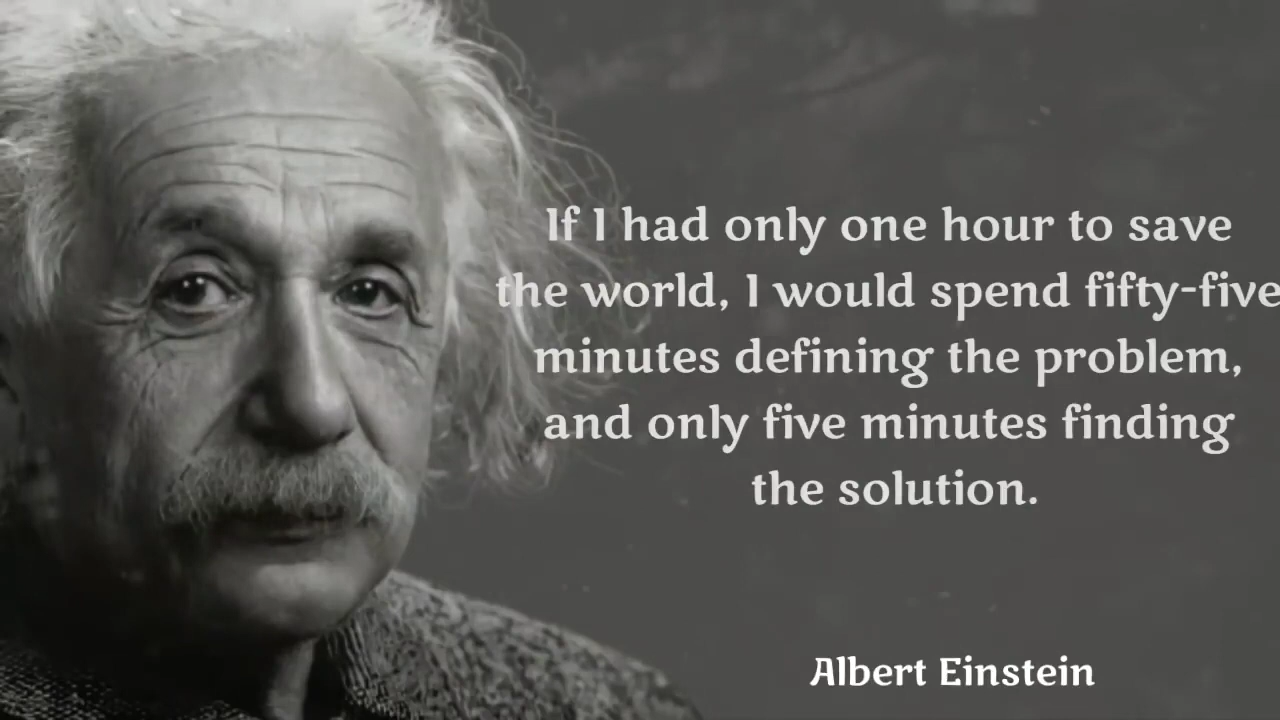 If I had only one hour to save
the world, I would spend fifty-five
minutes defining the problem,
and only five minutes finding
the solution.
Albert Einstein